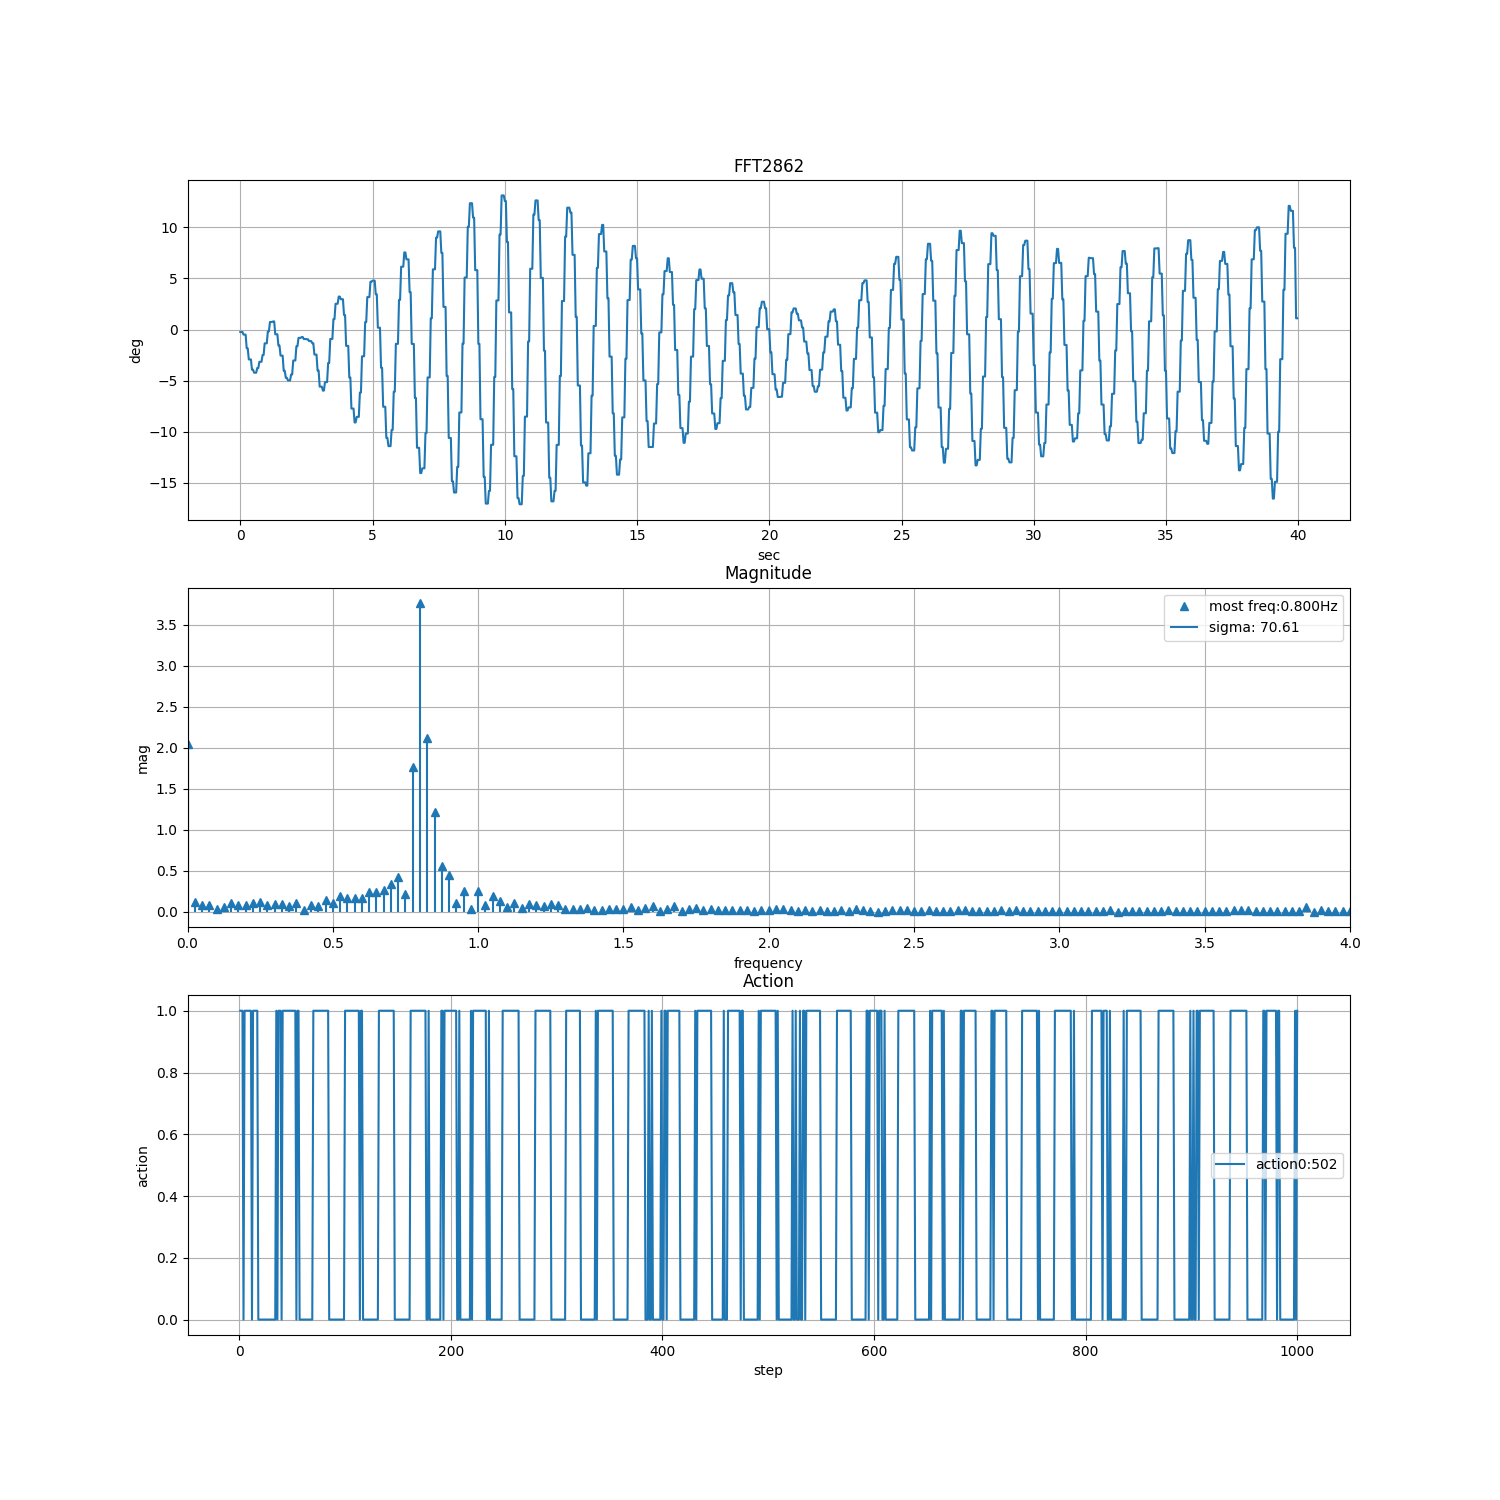 FFT2862
deg
10
5
0
−5
−10
−15
0 5 10 15 20 25 30 35 40
sec
Magnitude
mag
3.5
3.0
2.5
2.0
1.5
1.0
0.5
0.0
most freq:0.800Hz
sigma: 70.61
0.0 0.5 1.0 1.5 2.0 2.5 3.0 3.5 4.0
frequency
Action
action
1.0
0.8
0.6
0.4
0.2
0.0
action0:502
0 200 400 600 800 1000
step